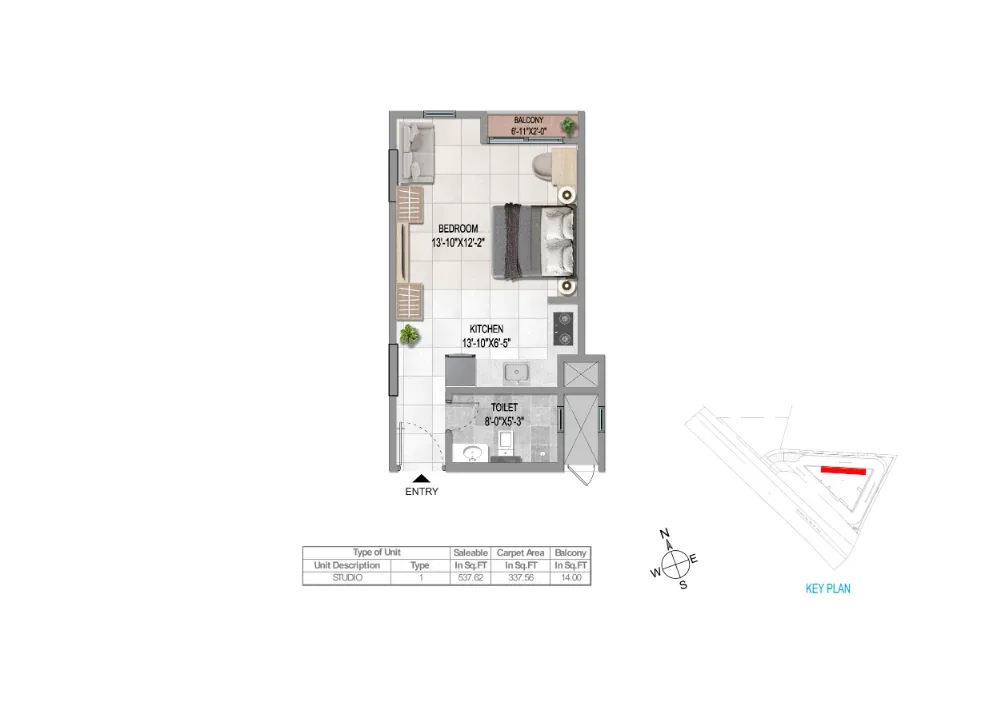 BALCONY
6'-11"X2'-0"
BEDROOM
13'-10"X12'-2"
KITCHEN
13'-10"X6'-5"
TOILET
8'-0"X5'-3"
ENTRY
Type of Unit Saleable Carpet Area Balcony
Unit Description Type In Sq.FT In Sq.FT In Sq.FT
STUDIO 1 537.62 337.56 14.00
N
E
W
S
KEY PLAN